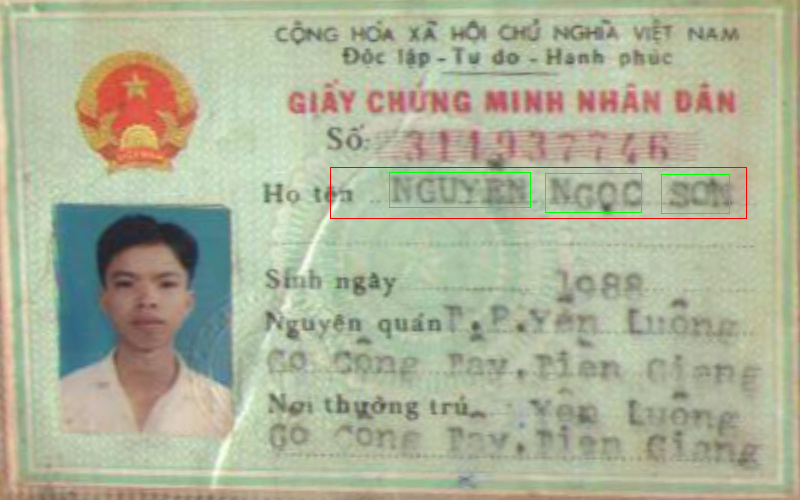 CỘNG HÒA XÃ HỘI CHỦ NGHĨA VIỆT NAM
Độc lập - Tự do - Hạnh phúc
GIẤY CHỨNG MINH NHÂN DÂN
Số: 311937746
Họ tên NGUYỄN NGỌC SƠN
Sinh ngày 1988
Nguyên quán T.P.Yên Luông
Gò Công Tây, Tiền Giang
Nơi thường trú Yên Luông
Gò Công Tây, Tiền Giang